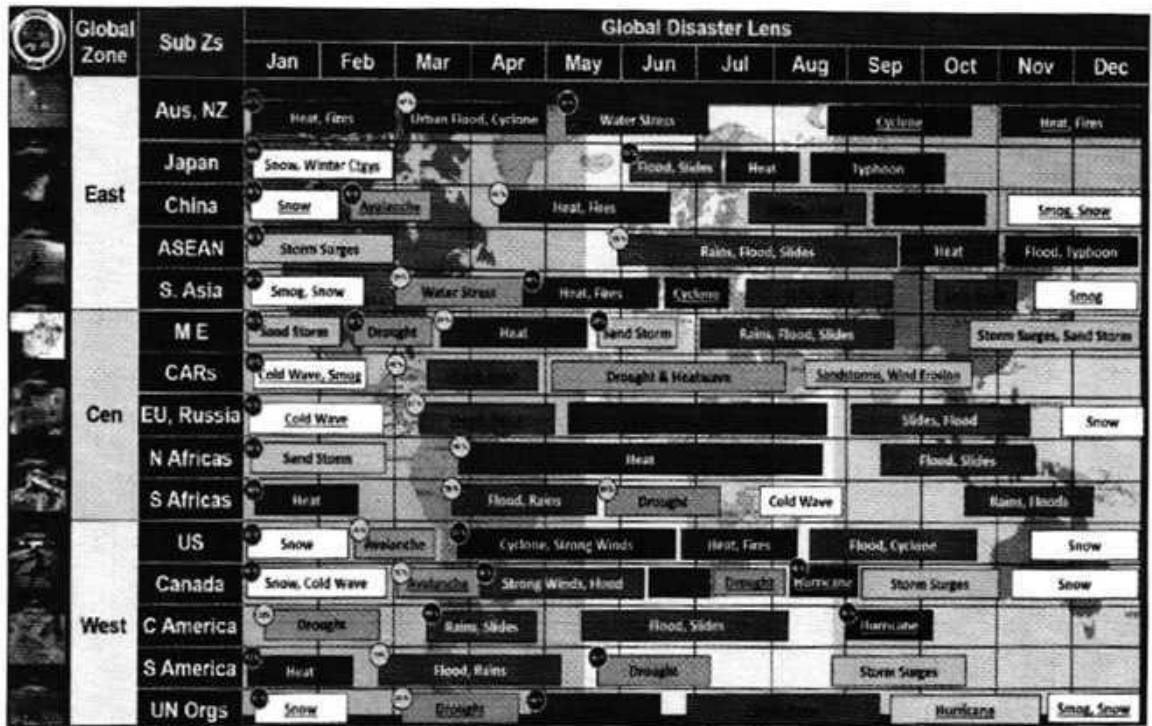 Global Disaster Lens
Global Zone Sub Zs Jan Feb Mar Apr May Jun Jul Aug Sep Oct Nov Dec
East
Aus, NZ Heat, Fires Urban Flood, Cyclone Water Stress Cyclone Heat, Fires
Japan Snow, Winter Flood, Slides Heat Typhoon
China Snow Avalanche Heat, Fires Smog, Snow
ASEAN Storm Surges Rains, Flood, Slides Heat Flood, Typhoon
S. Asia Smog, Snow Water Stress Heat, Fires Cyclone Smog
Cen
M E Sand Storm Drought Heat Sand Storm Rains, Flood, Slides Storm Surges, Sand Storm
CARs Cold Wave, Smog Drought & Heatwave Sandstorms, Wind Erosion
EU, Russia Cold Wave Slides, Flood Snow
N Africas Sand Storm Heat Flood, Slides
S Africas Heat Flood, Rains Drought Cold Wave Rains, Floods
West
US Snow Avalanche Cyclone, Strong Winds Heat, Fires Flood, Cyclone Snow
Canada Snow, Cold Wave Avalanche Strong Winds, Flood Drought Hurricane Storm Surges Snow
C America Drought Rains, Slides Flood, Slides Hurricane
S America Heat Flood, Rains Drought Storm Surges
UN Orgs Snow Drought Hurricane Smog, Snow